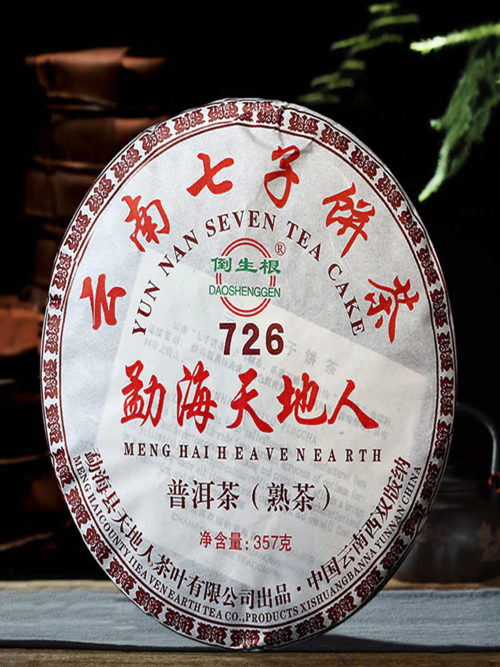 云南七子饼茶
YUN NAN SEVEN TEA CAKE
®
倒生根
DAOSHENGGEN
726
勐海天地人
MENG HAI HEAVEN EARTH
普洱茶（熟茶）
净含量: 357克
勐海县天地人茶叶有限公司出品·中国云南西双版纳
MENG HAI COUNTY HEAVEN EARTH TEA CO., PRODUCTS XISHUANGBANNA YUNNAN CHINA